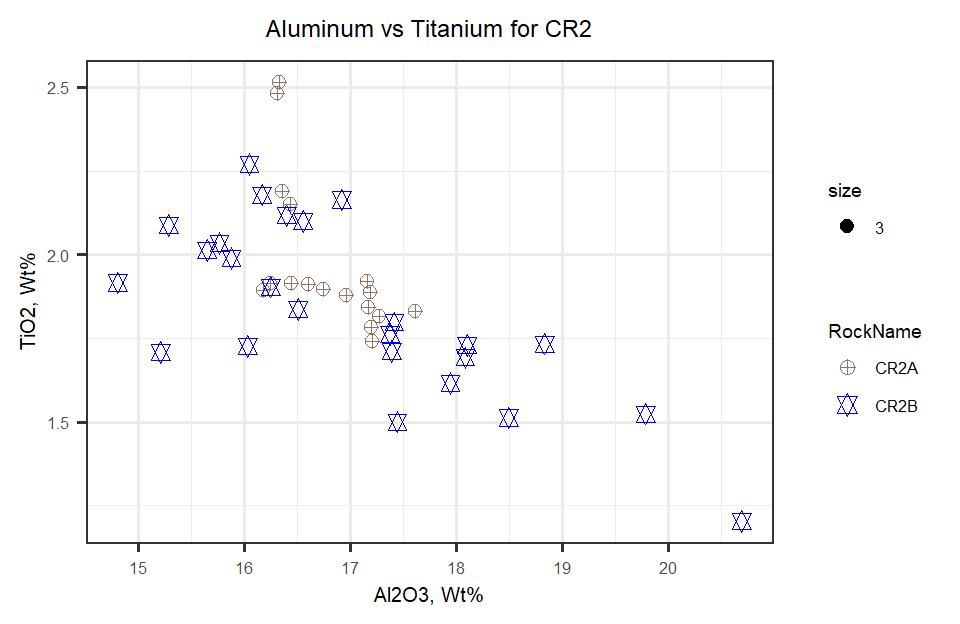 Aluminum vs Titanium for CR2
TiO2, Wt%
2.5
2.0
1.5
15 16 17 18 19 20
Al2O3, Wt%
size
3
RockName
CR2A
CR2B